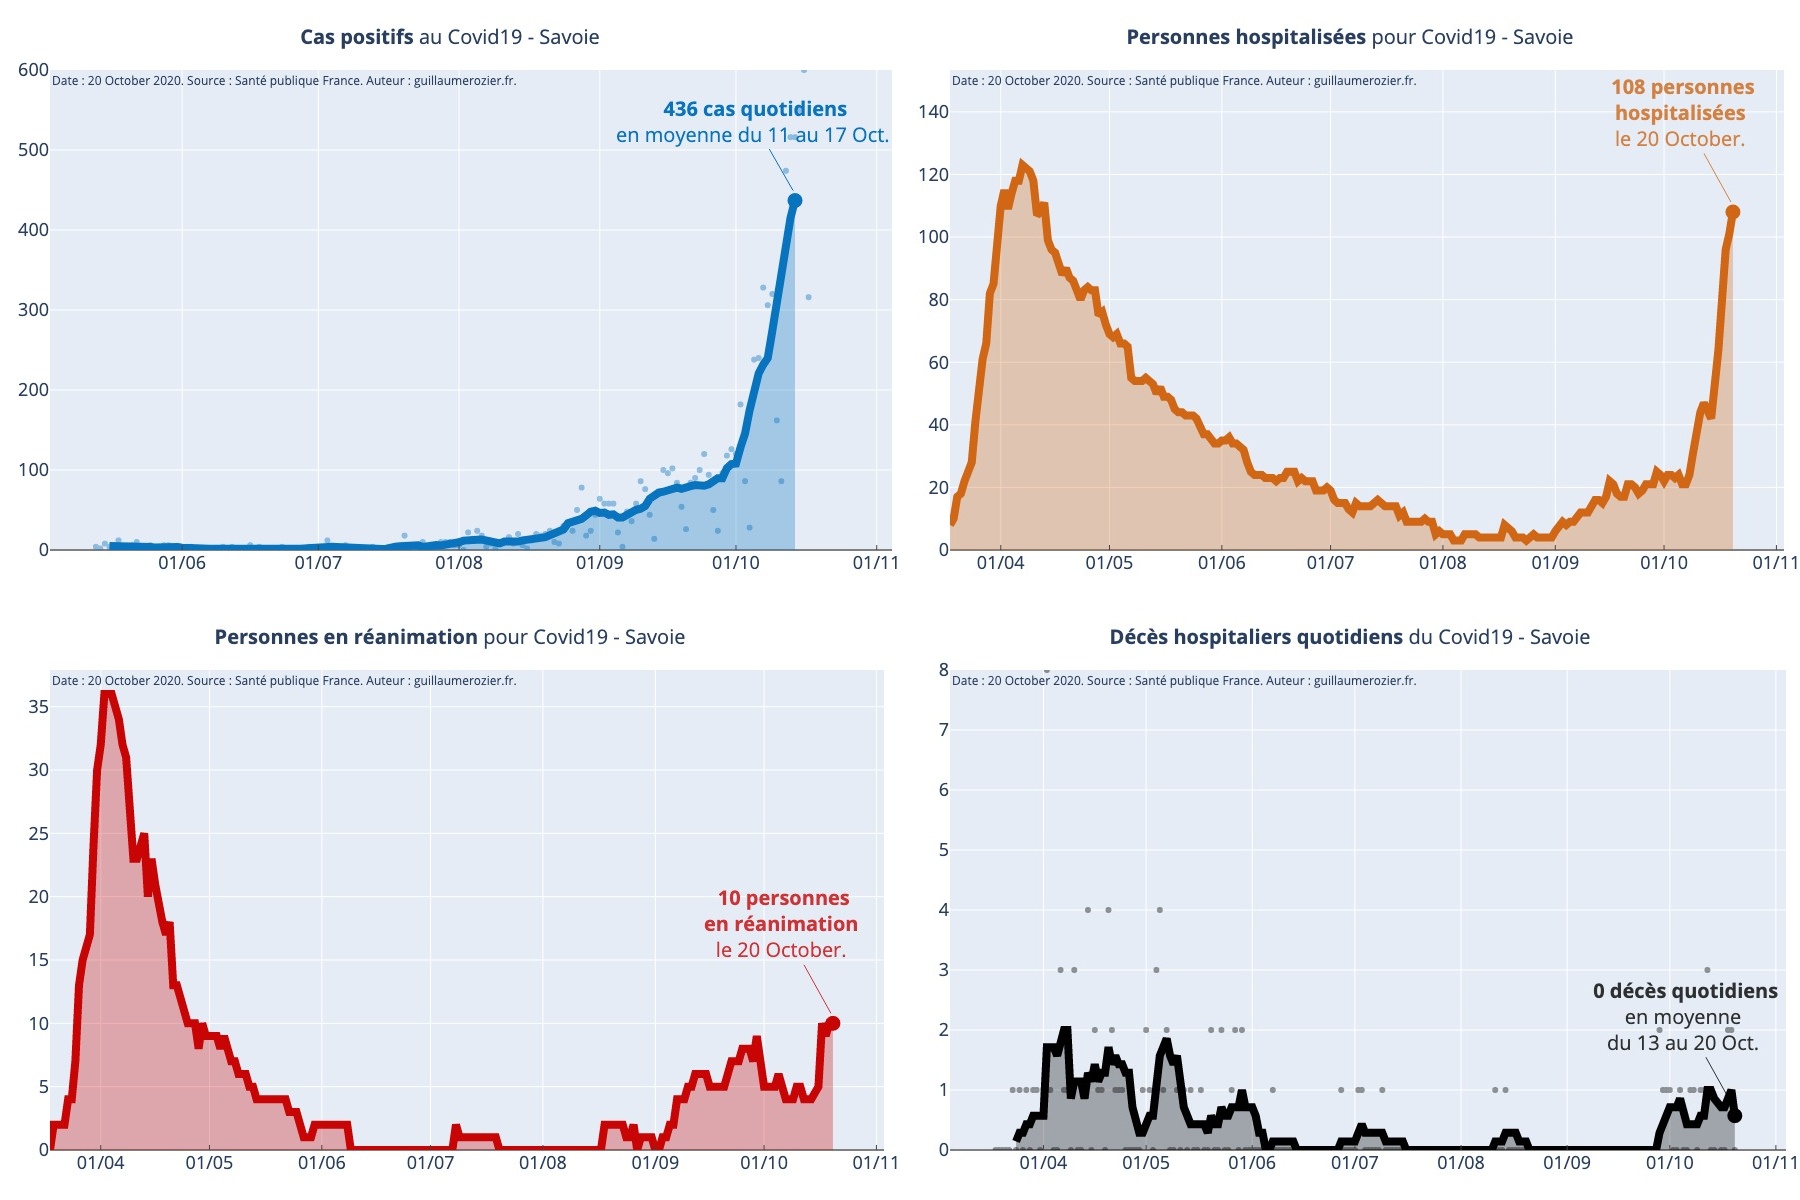 Cas positifs au Covid19 - Savoie
Date : 20 October 2020. Source : Santé publique France. Auteur : guillaumerozier.fr.
436 cas quotidiens
en moyenne du 11 au 17 Oct.
600
500
400
300
200
100
0
01/06 01/07 01/08 01/09 01/10 01/11
Personnes hospitalisées pour Covid19 - Savoie
Date : 20 October 2020. Source : Santé publique France. Auteur : guillaumerozier.fr.
108 personnes
hospitalisées
le 20 October.
140
120
100
80
60
40
20
0
01/04 01/05 01/06 01/07 01/08 01/09 01/10 01/11
Personnes en réanimation pour Covid19 - Savoie
Date : 20 October 2020. Source : Santé publique France. Auteur : guillaumerozier.fr.
35
30
25
20
15
10
5
0
10 personnes
en réanimation
le 20 October.
01/04 01/05 01/06 01/07 01/08 01/09 01/10 01/11
Décès hospitaliers quotidiens du Covid19 - Savoie
Date : 20 October 2020. Source : Santé publique France. Auteur : guillaumerozier.fr.
8
7
6
5
4
3
2
1
0
0 décès quotidiens
en moyenne
du 13 au 20 Oct.
01/04 01/05 01/06 01/07 01/08 01/09 01/10 01/11